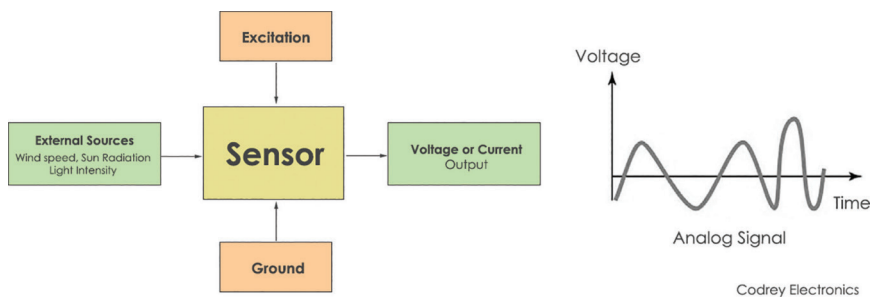 Excitation
External Sources
Wind speed, Sun Radiation
Light Intensity
Sensor
Voltage or Current
Output
Ground
Voltage
Time
Analog Signal
Codrey Electronics